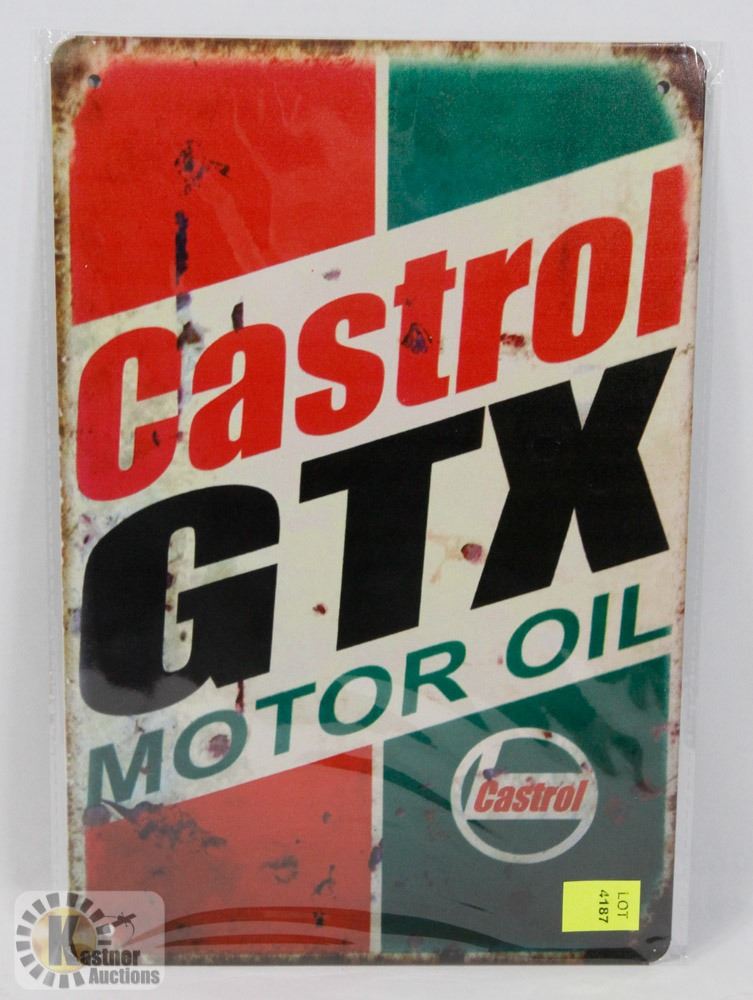 Castrol
GTX
MOTOR OIL
Castrol
LOT
4187
Kastner
Auctions